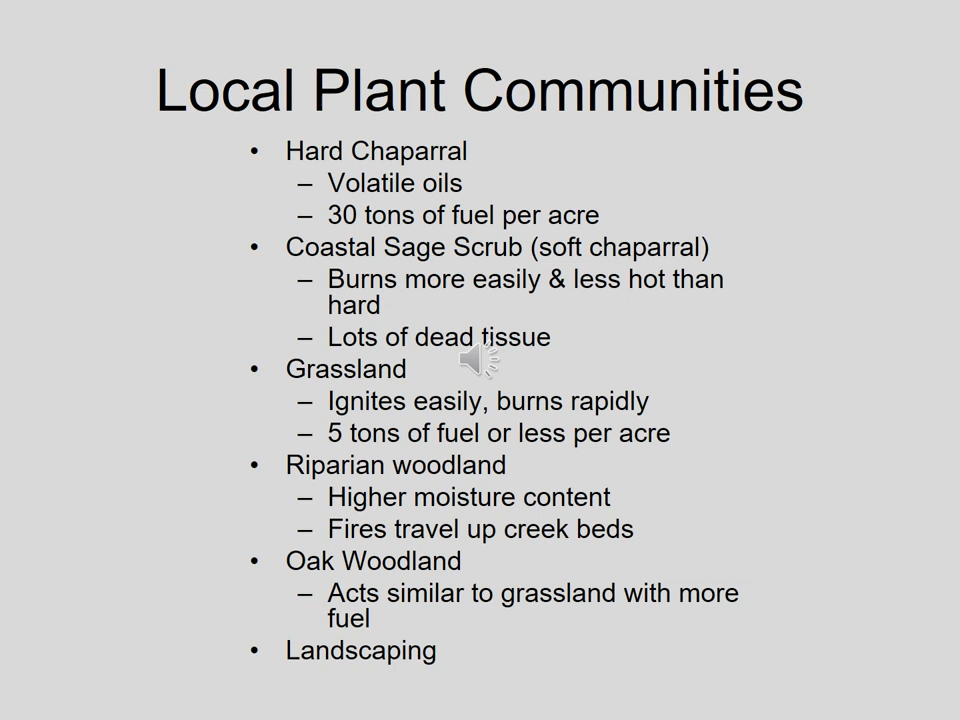 Local Plant Communities
• Hard Chaparral
– Volatile oils
– 30 tons of fuel per acre
• Coastal Sage Scrub (soft chaparral)
– Burns more easily & less hot than
hard
– Lots of dead tissue
• Grassland
– Ignites easily, burns rapidly
– 5 tons of fuel or less per acre
• Riparian woodland
– Higher moisture content
– Fires travel up creek beds
• Oak Woodland
– Acts similar to grassland with more
fuel
• Landscaping